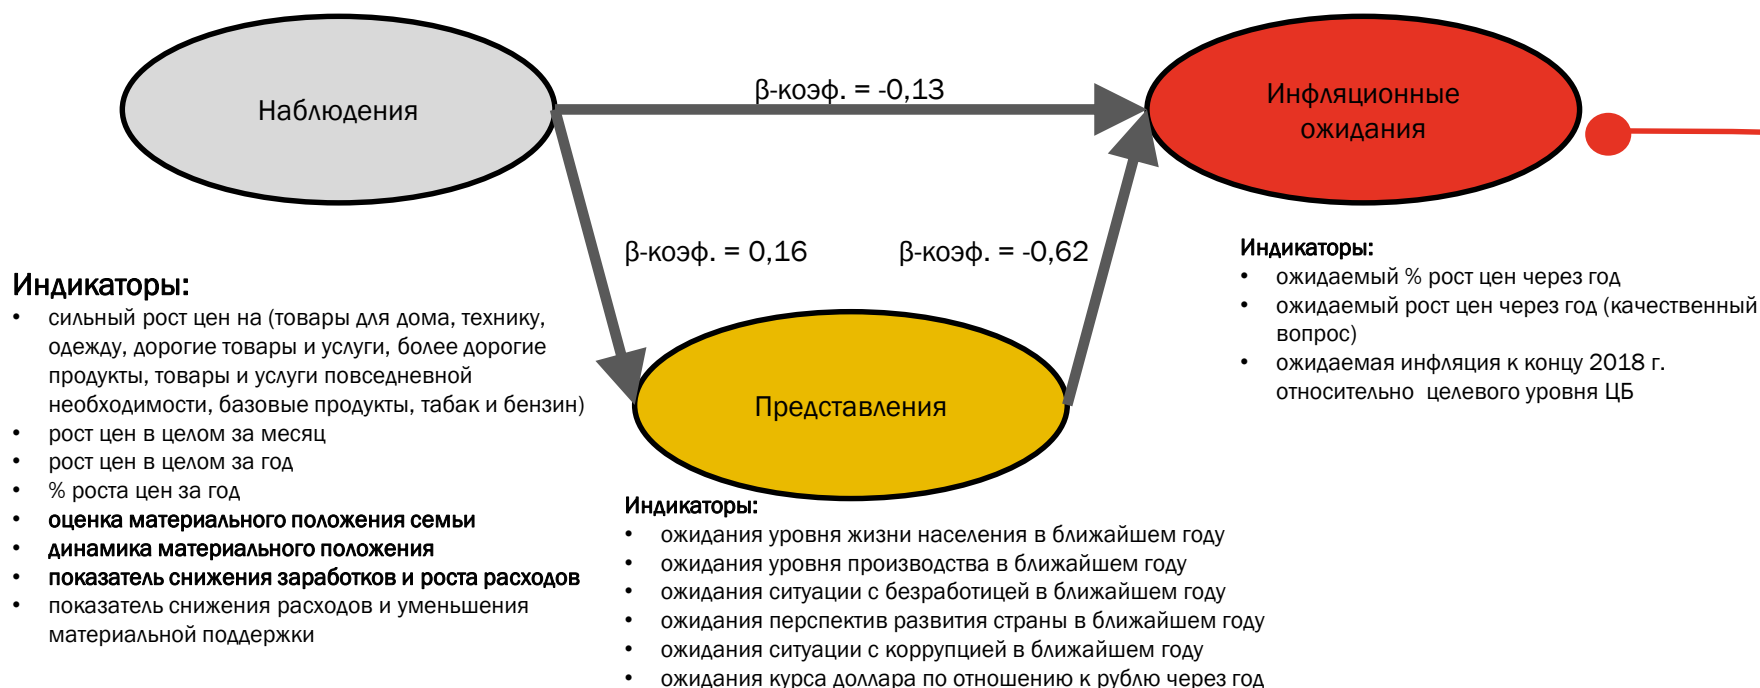 Наблюдения
β-коэф. = -0,13
Инфляционные
ожидания
β-коэф. = 0,16
β-коэф. = -0,62
Представления
Индикаторы:
• сильный рост цен на (товары для дома, технику,
одежду, дорогие товары и услуги, более дорогие
продукты, товары и услуги повседневной
необходимости, базовые продукты, табак и бензин)
• рост цен в целом за месяц
• рост цен в целом за год
• % роста цен за год
• оценка материального положения семьи
• динамика материального положения
• показатель снижения заработков и роста расходов
• показатель снижения расходов и уменьшения
материальной поддержки
Индикаторы:
• ожидания уровня жизни населения в ближайшем году
• ожидания уровня производства в ближайшем году
• ожидания ситуации с безработицей в ближайшем году
• ожидания перспектив развития страны в ближайшем году
• ожидания ситуации с коррупцией в ближайшем году
• ожидания курса доллара по отношению к рублю через год
Индикаторы:
• ожидаемый % рост цен через год
• ожидаемый рост цен через год (качественный
вопрос)
• ожидаемая инфляция к концу 2018 г.
относительно целевого уровня ЦБ